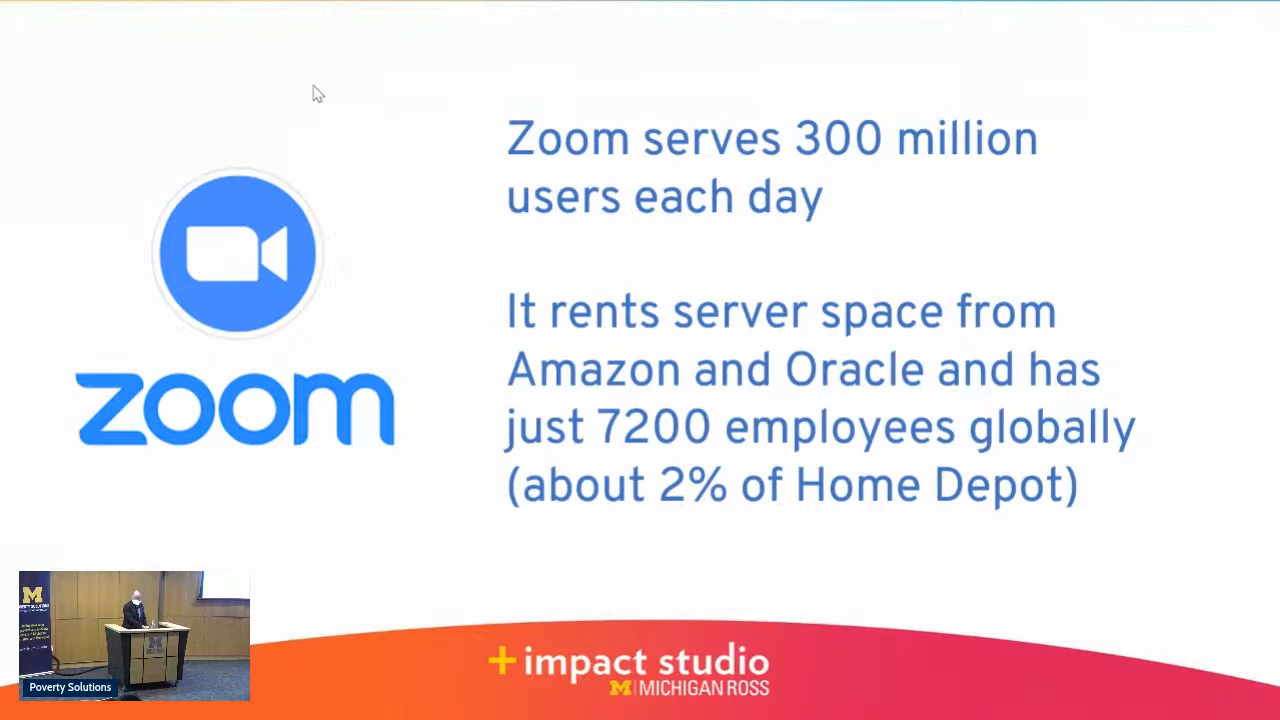 Zoom serves 300 million
users each day
zoom
It rents server space from
Amazon and Oracle and has
just 7200 employees globally
(about 2% of Home Depot)
+ impact studio
M | MICHIGAN ROSS
M
Poverty Solutions